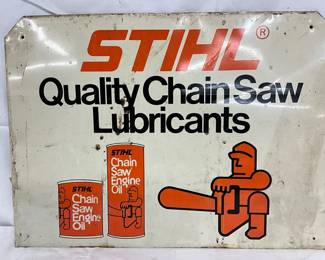 STIHL®
Quality Chain Saw
Lubricants
STIHL
Chain
Saw
Engine
Oil
STIHL
Chain
Saw
Engine
Oil